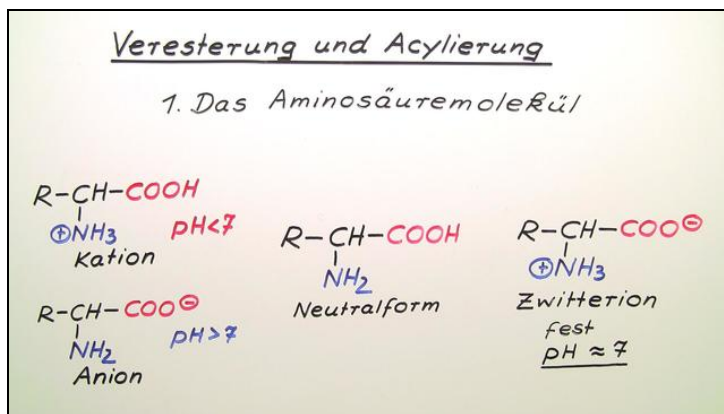 Veresterung und Acylierung
1. Das Aminosäuremolekül
R-CH-COOH
⊕NH3 pH<7
Kation
R-CH-COO⊖
NH2 pH>7
Anion
R-CH-COOH
NH2
Neutralform
R-CH-COO⊖
⊕NH3
Zwitterion
fest
pH ≈ 7